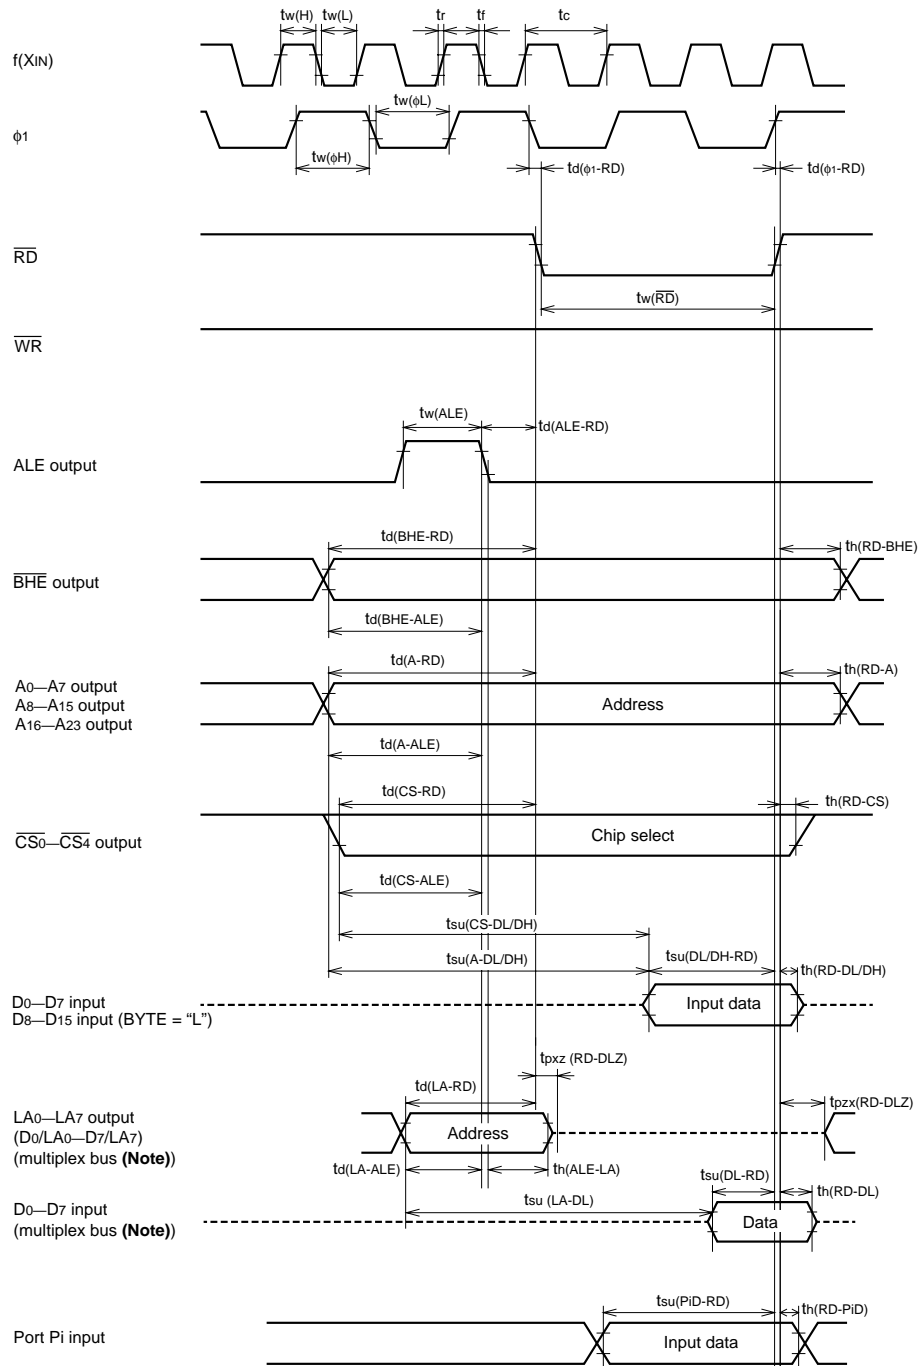 tw(H) tw(L) tr tf tc
f(XIN)
tw(ϕL)
ϕ1
tw(ϕH)
td(ϕ1-RD) td(ϕ1-RD)
R̅D̅
tw(R̅D̅)
W̅R̅
tw(ALE)
td(ALE-RD)
ALE output
td(BHE-RD) th(RD-BHE)
B̅H̅E̅ output
td(BHE-ALE)
td(A-RD) th(RD-A)
A0—A7 output
A8—A15 output Address
A16—A23 output
td(A-ALE)
td(CS-RD) th(RD-CS)
C̅S̅0—C̅S̅4 output Chip select
td(CS-ALE)
tsu(CS-DL/DH)
tsu(A-DL/DH) tsu(DL/DH-RD) th(RD-DL/DH)
D0—D7 input Input data
D8—D15 input (BYTE = “L”)
tpxz (RD-DLZ)
td(LA-RD) tpzx(RD-DLZ)
LA0—LA7 output
(D0/LA0—D7/LA7) Address
(multiplex bus (Note))
td(LA-ALE) th(ALE-LA)
tsu(DL-RD) th(RD-DL)
tsu (LA-DL)
D0—D7 input
(multiplex bus (Note)) Data
tsu(PiD-RD) th(RD-PiD)
Port Pi input Input data